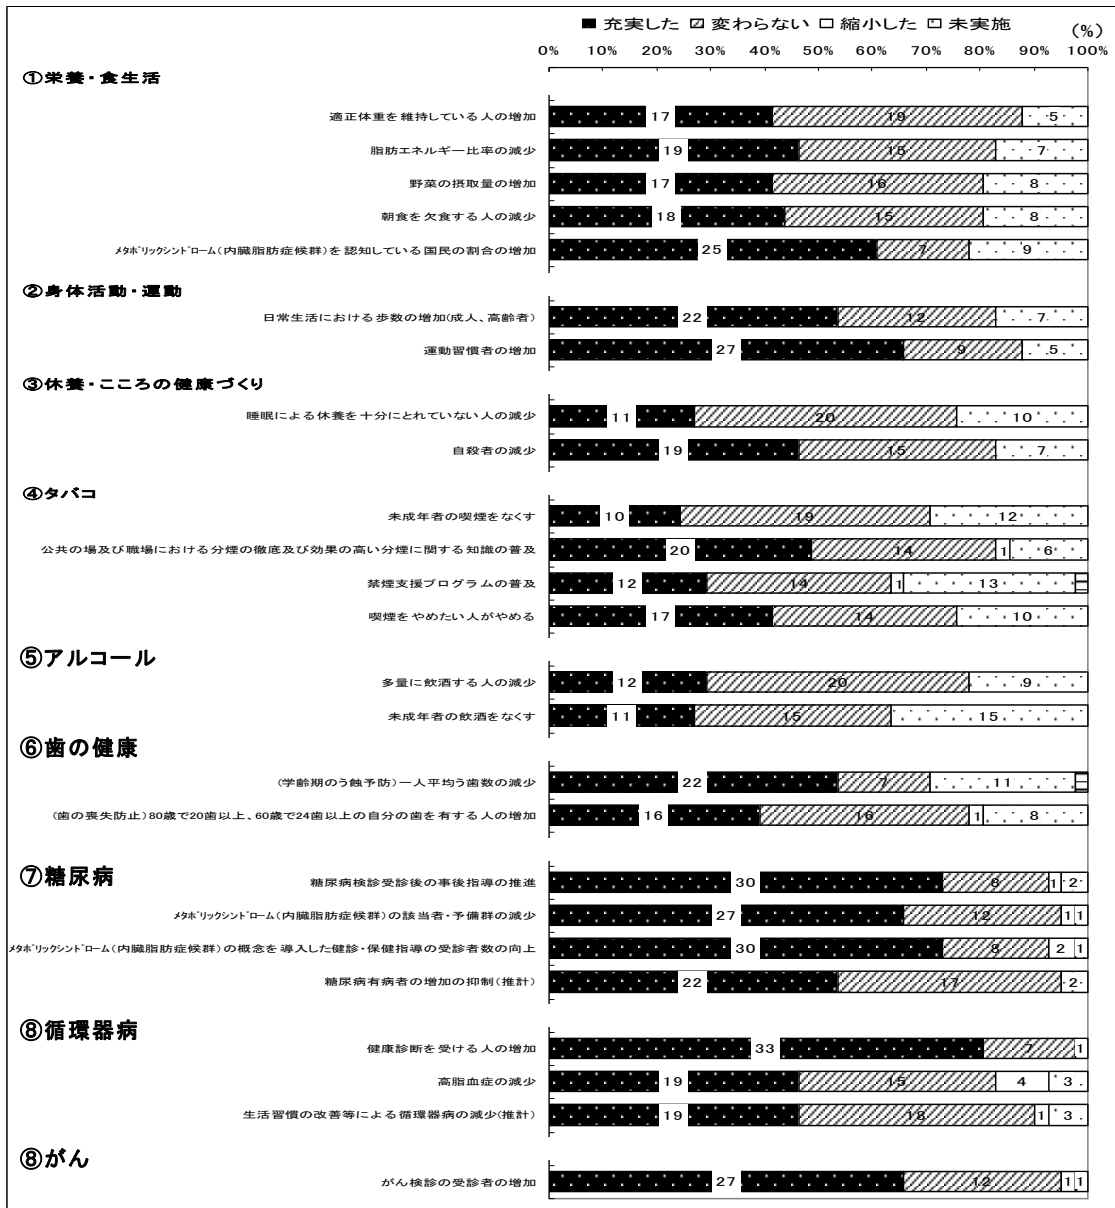 ■ 充実した ▨ 変わらない □ 縮小した ⊡ 未実施
(%)
0% 10% 20% 30% 40% 50% 60% 70% 80% 90% 100%
①栄養・食生活
適正体重を維持している人の増加 17 19 5
脂肪エネルギー比率の減少 19 15 7
野菜の摂取量の増加 17 16 8
朝食を欠食する人の減少 18 15 8
ﾒﾀﾎﾞﾘｯｸｼﾝﾄﾞﾛｰﾑ(内臓脂肪症候群)を認知している国民の割合の増加 25 7 9
②身体活動・運動
日常生活における歩数の増加(成人、高齢者) 22 12 7
運動習慣者の増加 27 9 5
③休養・こころの健康づくり
睡眠による休養を十分にとれていない人の減少 11 20 10
自殺者の減少 19 15 7
④タバコ
未成年者の喫煙をなくす 10 19 12
公共の場及び職場における分煙の徹底及び効果の高い分煙に関する知識の普及 20 14 1 6
禁煙支援プログラムの普及 12 14 1 13
喫煙をやめたい人がやめる 17 14 10
⑤アルコール
多量に飲酒する人の減少 12 20 9
未成年者の飲酒をなくす 11 15 15
⑥歯の健康
(学齢期のう蝕予防)一人平均う歯数の減少 22 7 11
(歯の喪失防止)80歳で20歯以上、60歳で24歯以上の自分の歯を有する人の増加 16 16 1 8
⑦糖尿病
糖尿病検診受診後の事後指導の推進 30 8 1 2
ﾒﾀﾎﾞﾘｯｸｼﾝﾄﾞﾛｰﾑ(内臓脂肪症候群)の該当者・予備群の減少 27 12 1 1
ﾒﾀﾎﾞﾘｯｸｼﾝﾄﾞﾛｰﾑ(内臓脂肪症候群)の概念を導入した健診・保健指導の受診者数の向上 30 8 2 1
糖尿病有病者の増加の抑制(推計) 22 17 2
⑧循環器病
健康診断を受ける人の増加 33 7 1
高脂血症の減少 19 15 4 3
生活習慣の改善等による循環器病の減少(推計) 19 18 1 3
⑧がん
がん検診の受診者の増加 27 12 1 1